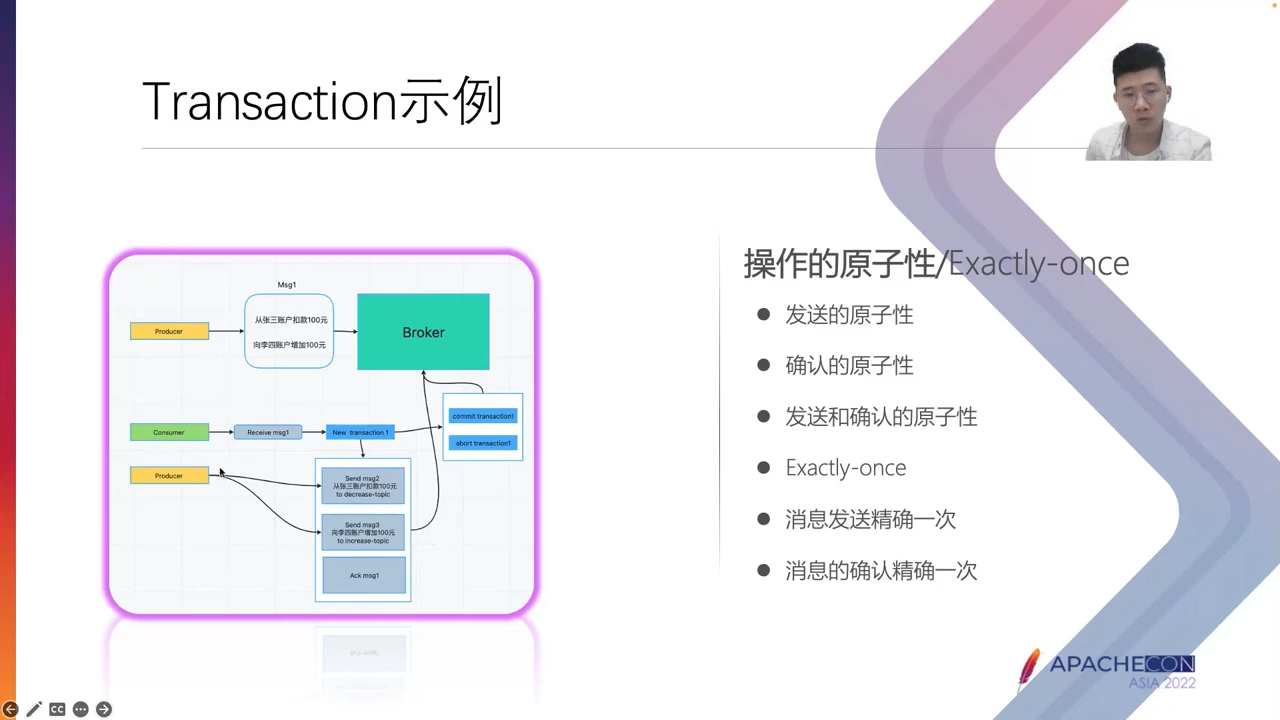 Transaction示例
Msg1
Producer
从张三账户扣款100元
向李四账户增加100元
Broker
Consumer
Receive msg1
New transaction 1
commit transaction1
abort transaction1
Producer
Send msg2
从张三账户扣款100元
to decrease-topic
Send msg3
向李四账户增加100元
to increase-topic
Ack msg1
操作的原子性/Exactly-once
发送的原子性
确认的原子性
发送和确认的原子性
Exactly-once
消息发送精确一次
消息的确认精确一次
APACHECON
ASIA 2022
CC